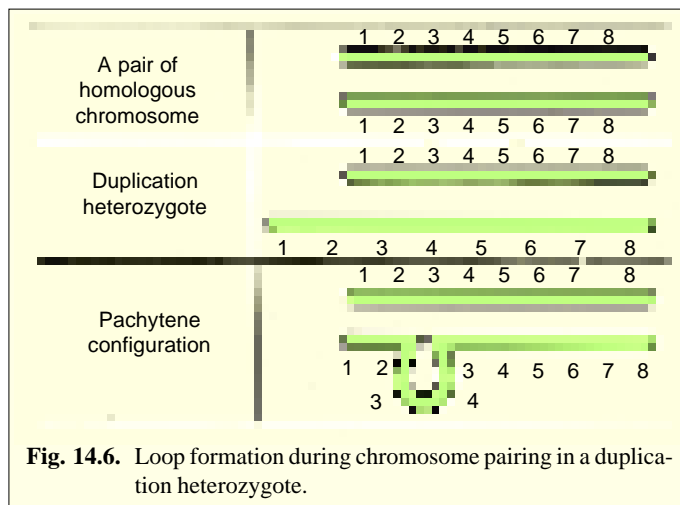 1 2 3 4 5 6 7 8
A pair of
homologous
chromosome
1 2 3 4 5 6 7 8
1 2 3 4 5 6 7 8
Duplication
heterozygote
1 2 3 4 5 6 7 8
1 2 3 4 5 6 7 8
Pachytene
configuration
1 2 3 4 5 6 7 8
3 4
Fig. 14.6. Loop formation during chromosome pairing in a duplica-
tion heterozygote.